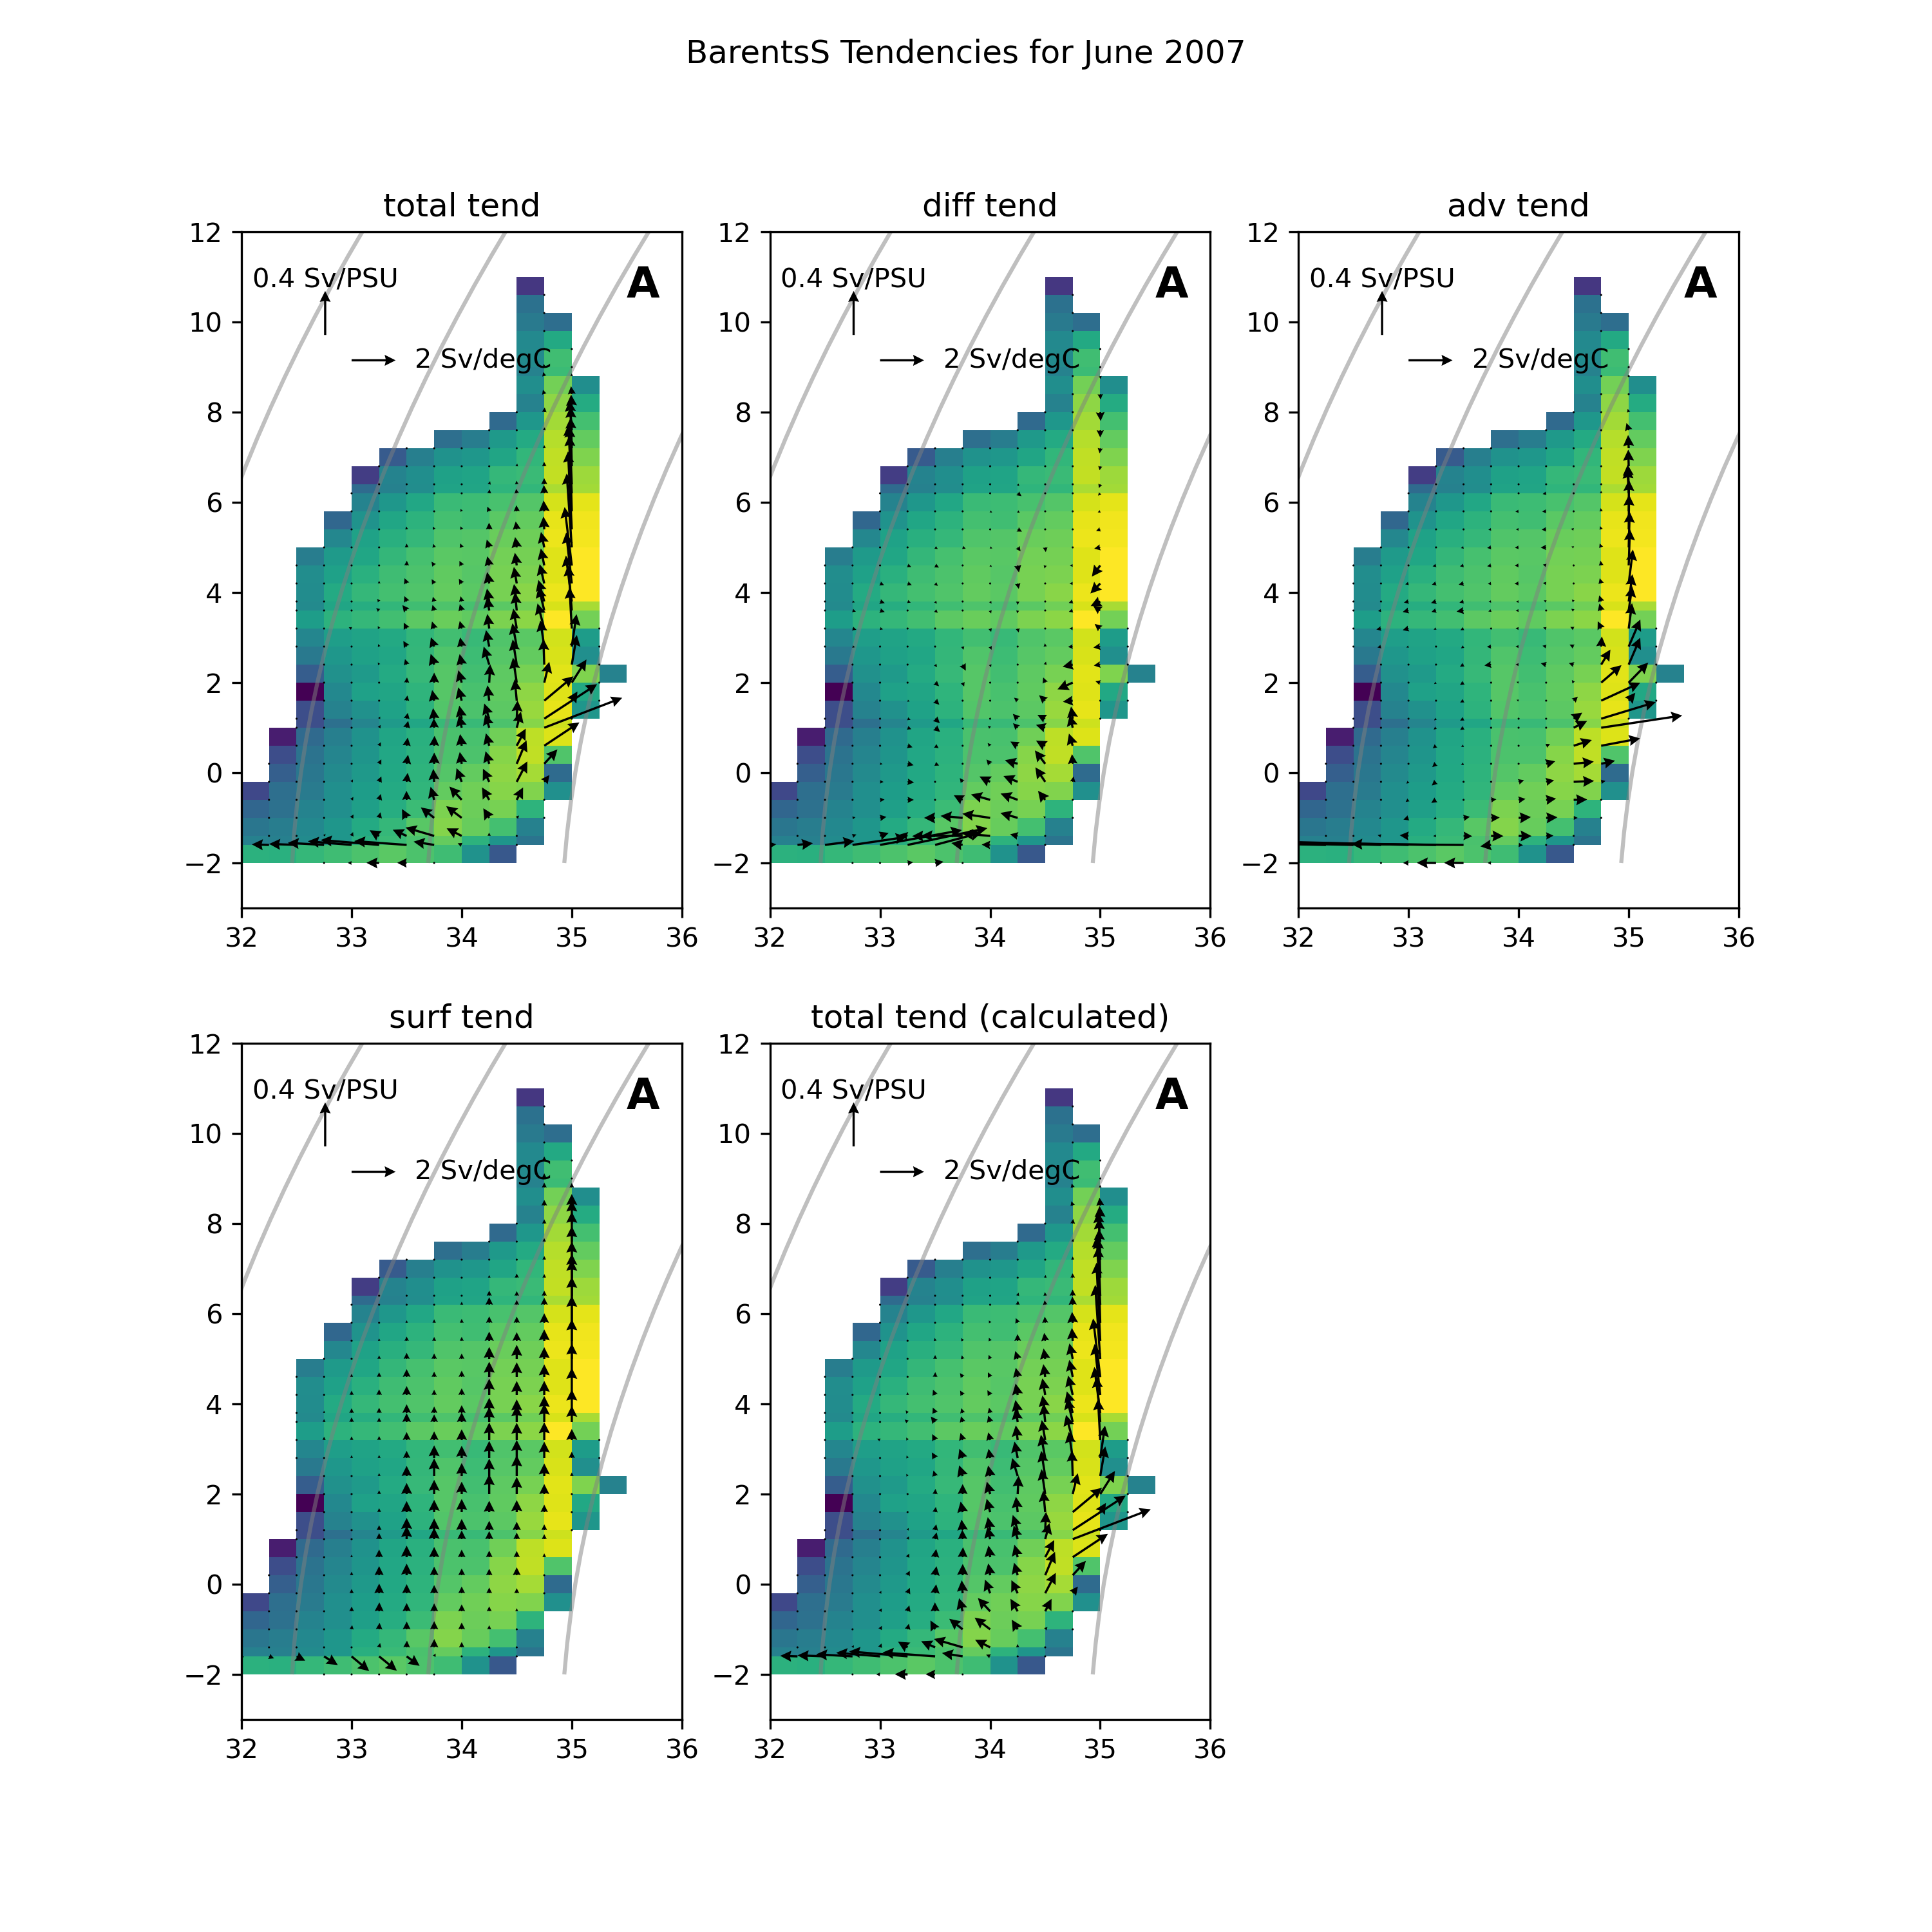 BarentsS Tendencies for June 2007
total tend
12
10
8
6
4
2
0
−2
32 33 34 35 36
0.4 Sv/PSU
2 Sv/degC
A
diff tend
12
10
8
6
4
2
0
−2
32 33 34 35 36
0.4 Sv/PSU
2 Sv/degC
A
adv tend
12
10
8
6
4
2
0
−2
32 33 34 35 36
0.4 Sv/PSU
2 Sv/degC
A
surf tend
12
10
8
6
4
2
0
−2
32 33 34 35 36
0.4 Sv/PSU
2 Sv/degC
A
total tend (calculated)
12
10
8
6
4
2
0
−2
32 33 34 35 36
0.4 Sv/PSU
2 Sv/degC
A